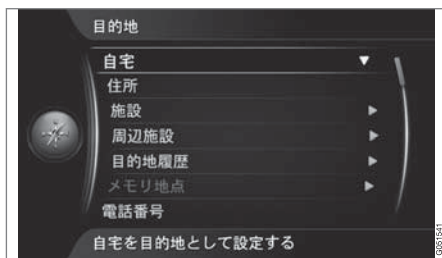 目的地
自宅
住所
施設
周辺施設
目的地履歴
メモリ地点
電話番号
自宅を目的地として設定する
G051541